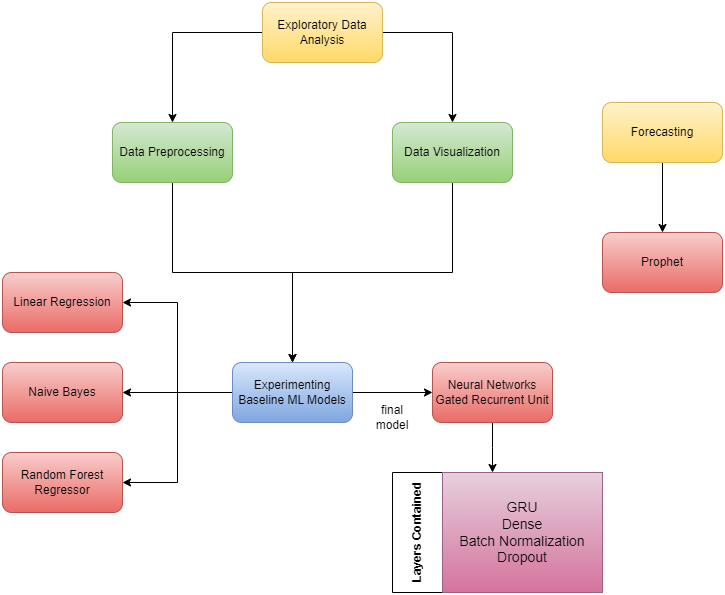 Exploratory Data
Analysis
Data Preprocessing
Data Visualization
Forecasting
Prophet
Linear Regression
Naive Bayes
Random Forest
Regressor
Experimenting
Baseline ML Models
final
model
Neural Networks
Gated Recurrent Unit
Layers Contained
GRU
Dense
Batch Normalization
Dropout